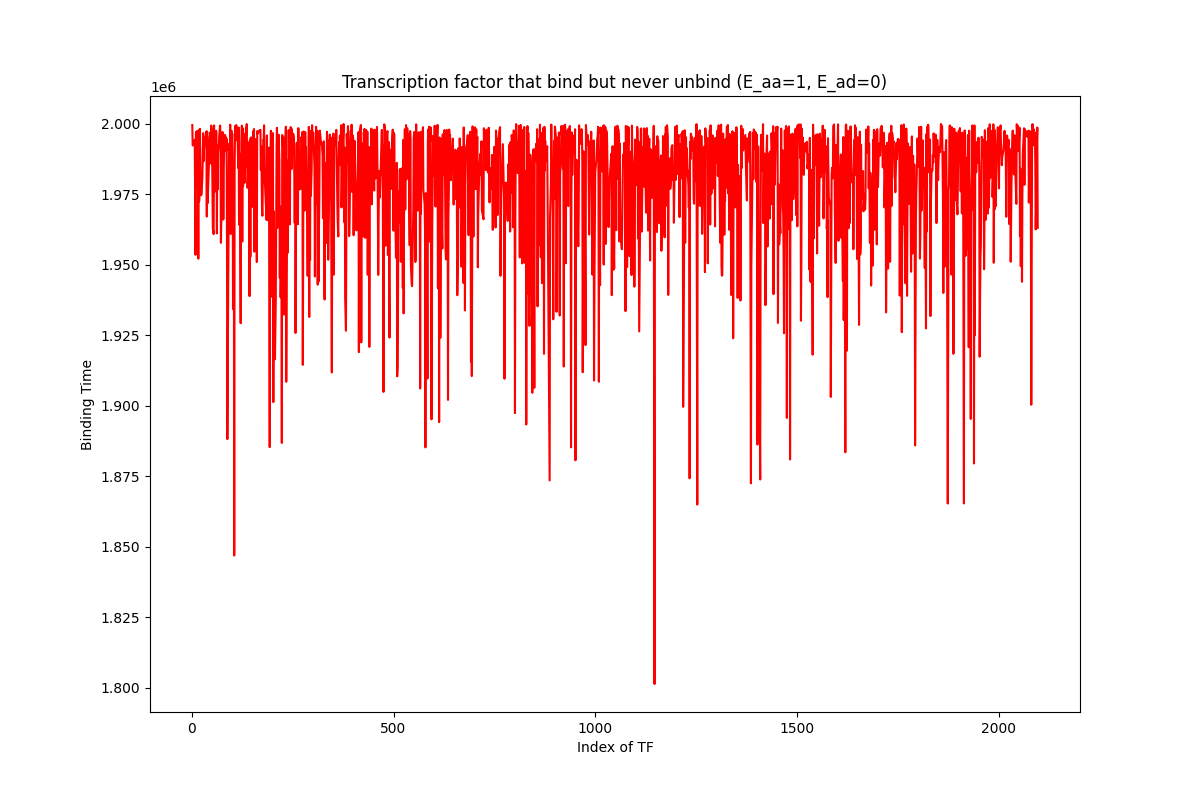 Transcription factor that bind but never unbind (E_aa=1, E_ad=0)
1e6
2.000
1.975
1.950
1.925
1.900
1.875
1.850
1.825
1.800
Binding Time
0 500 1000 1500 2000
Index of TF